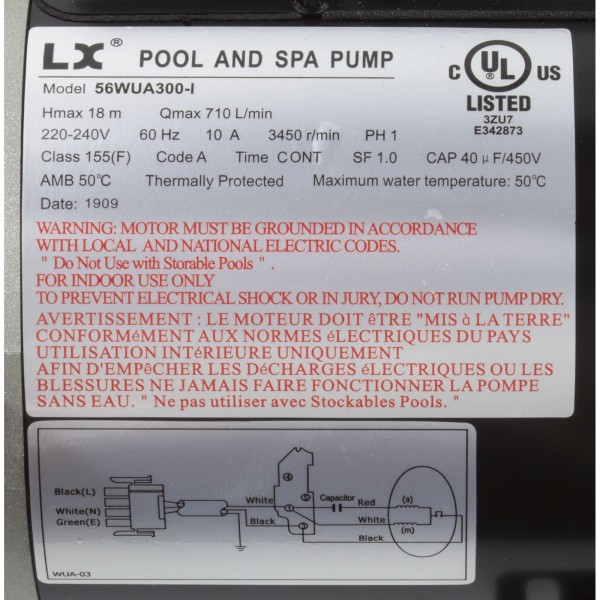 LX® POOL AND SPA PUMP
Model 56WUA300-I
Hmax 18 m Qmax 710 L/min
220-240V 60 Hz 10 A 3450 r/min PH 1
Class 155(F) Code A Time CONT SF 1.0 CAP 40 μF/450V
AMB 50℃ Thermally Protected Maximum water temperature: 50℃
Date: 1909
C UL US
®
LISTED
3ZU7
E342873
WARNING: MOTOR MUST BE GROUNDED IN ACCORDANCE
WITH LOCAL AND NATIONAL ELECTRIC CODES.
" Do Not Use with Storable Pools " .
FOR INDOOR USE ONLY
TO PREVENT ELECTRICAL SHOCK OR IN JURY, DO NOT RUN PUMP DRY.
AVERTISSEMENT : LE MOTEUR DOIT êTRE "MIS à LA TERRE"
CONFORMéMENT AUX NORMES éLECTRIQUES DU PAYS
UTILISATION INTéRIEURE UNIQUEMENT
AFIN D'EMPêCHER LES DéCHARGES éLECTRIQUES OU LES
BLESSURES NE JAMAIS FAIRE FONCTIONNER LA POMPE
SANS EAU. " Ne pas utiliser avec Stockables Pools. "
Black(L)
White(N)
Green(E)
White
Black
Capacitor
Red
White
Black
(a)
(m)
WUA-03